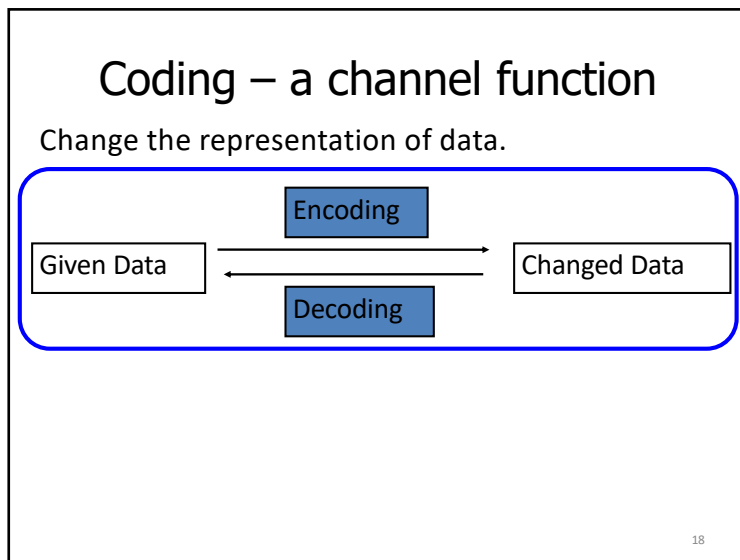 Coding – a channel function
Change the representation of data.
Encoding
Given Data
Changed Data
Decoding
18